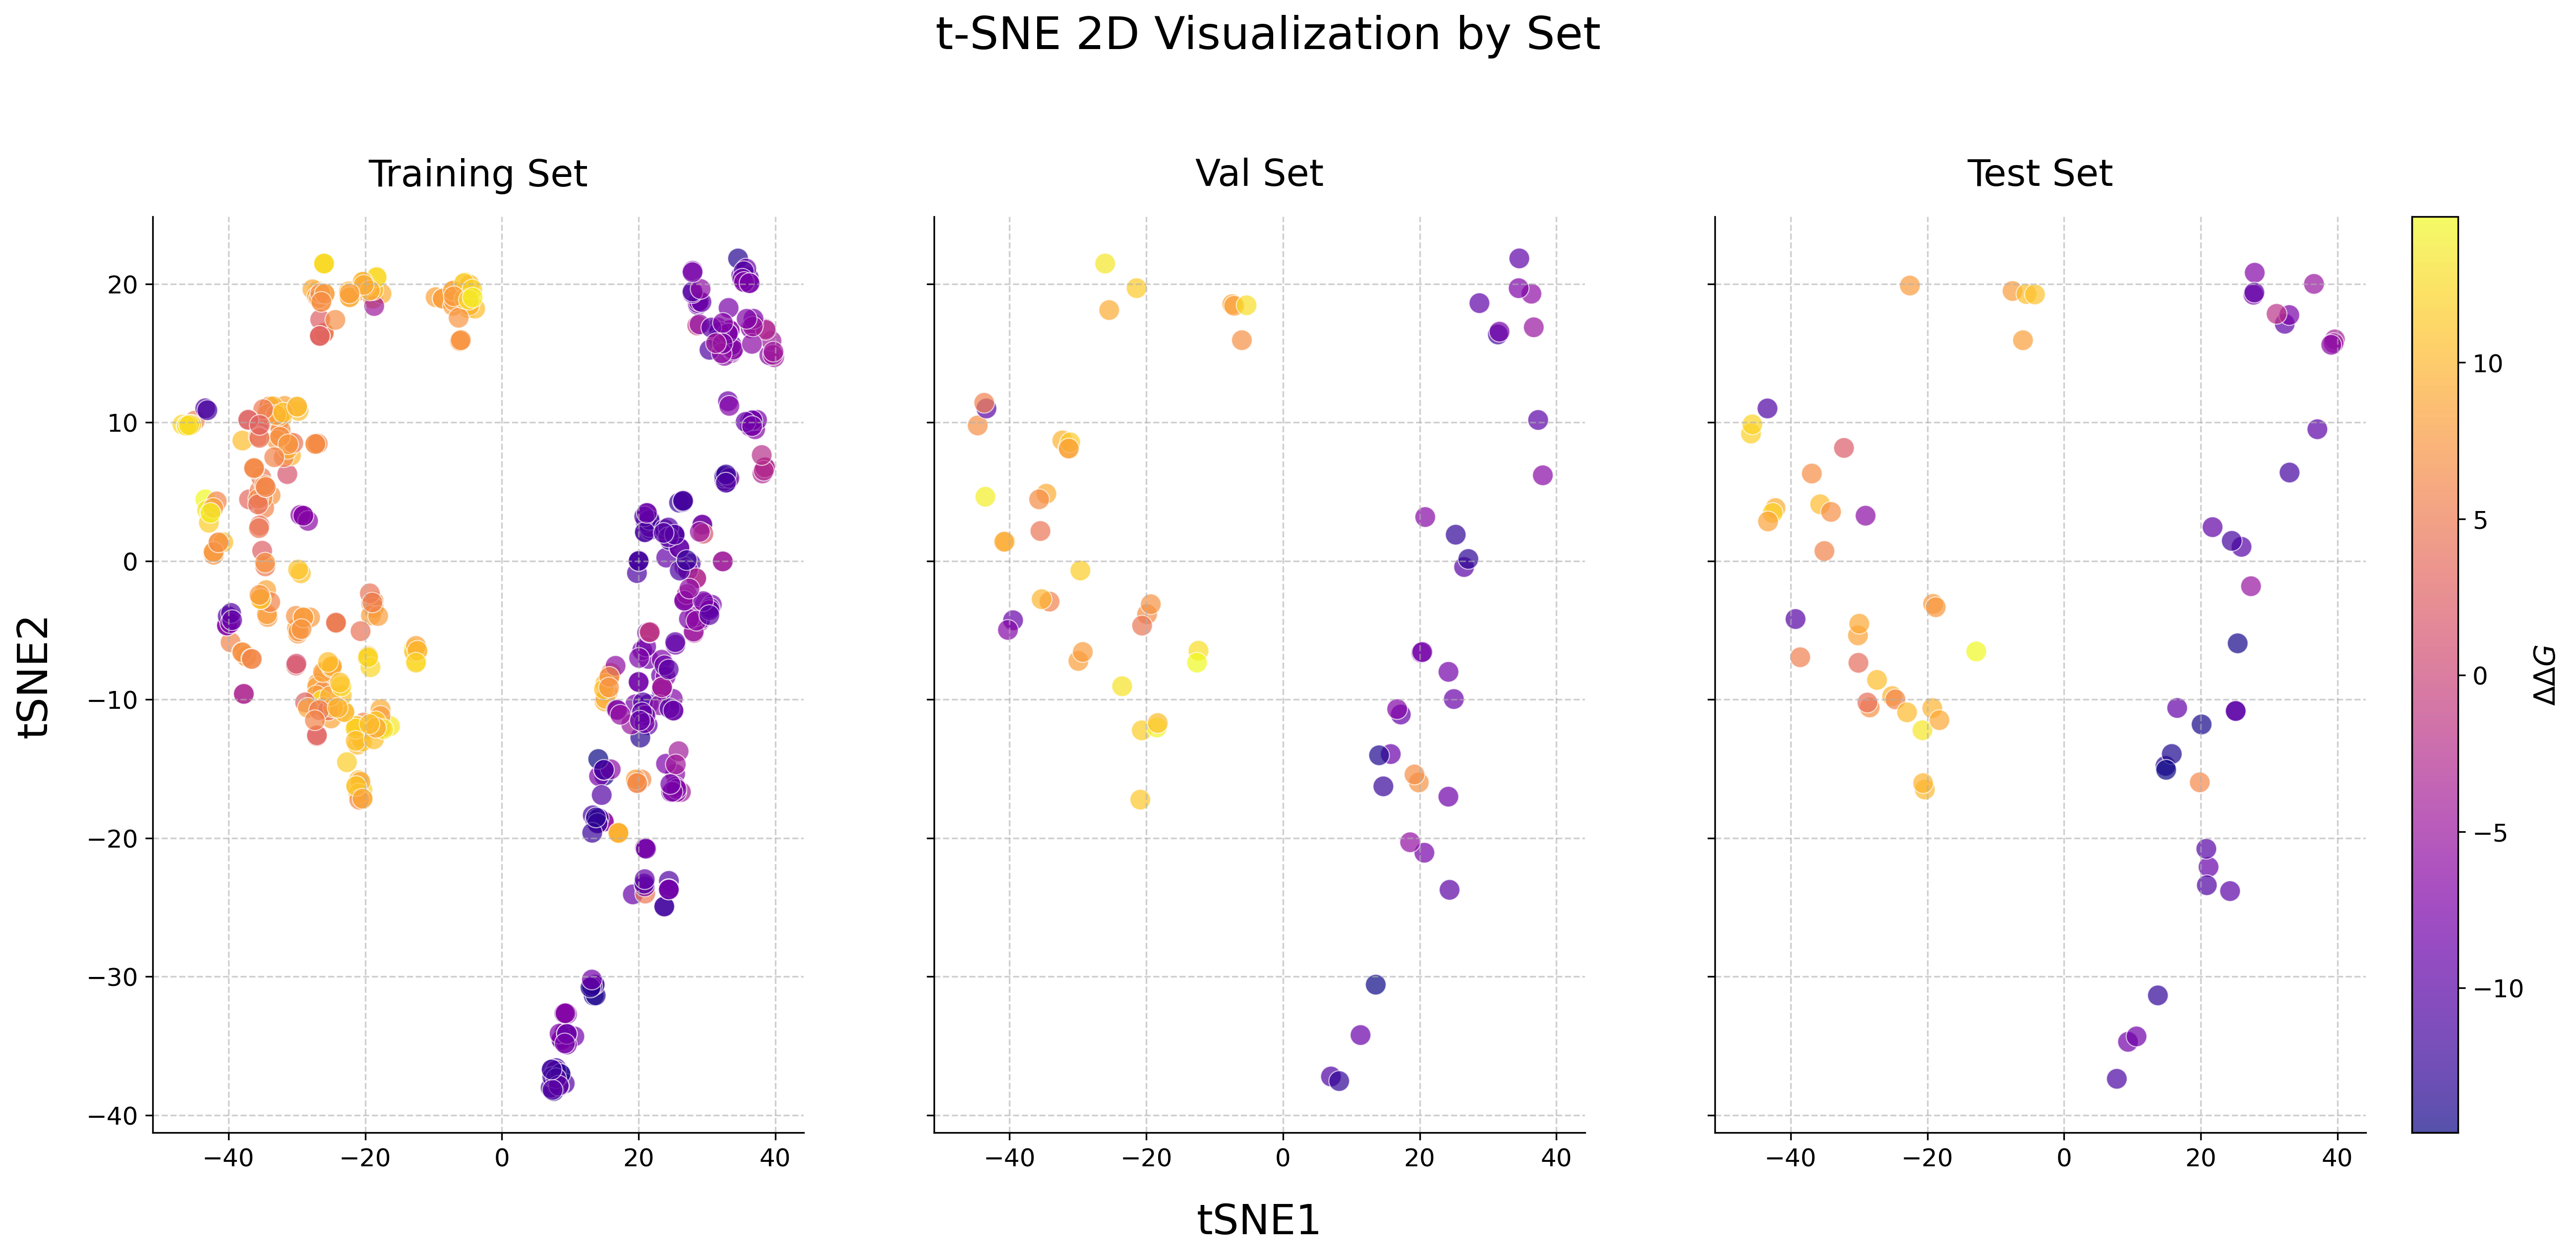 t-SNE 2D Visualization by Set
Training Set
Val Set
Test Set
tSNE2
20
10
0
−10
−20
−30
−40
−40 −20 0 20 40
−40 −20 0 20 40
−40 −20 0 20 40
tSNE1
10
5
0
−5
−10
ΔΔG